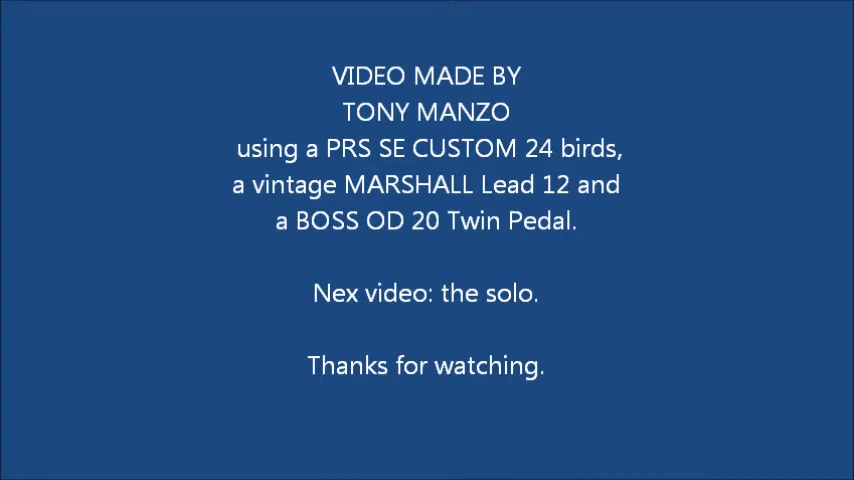 VIDEO MADE BY
TONY MANZO
using a PRS SE CUSTOM 24 birds,
a vintage MARSHALL Lead 12 and
a BOSS OD 20 Twin Pedal.
Nex video: the solo.
Thanks for watching.